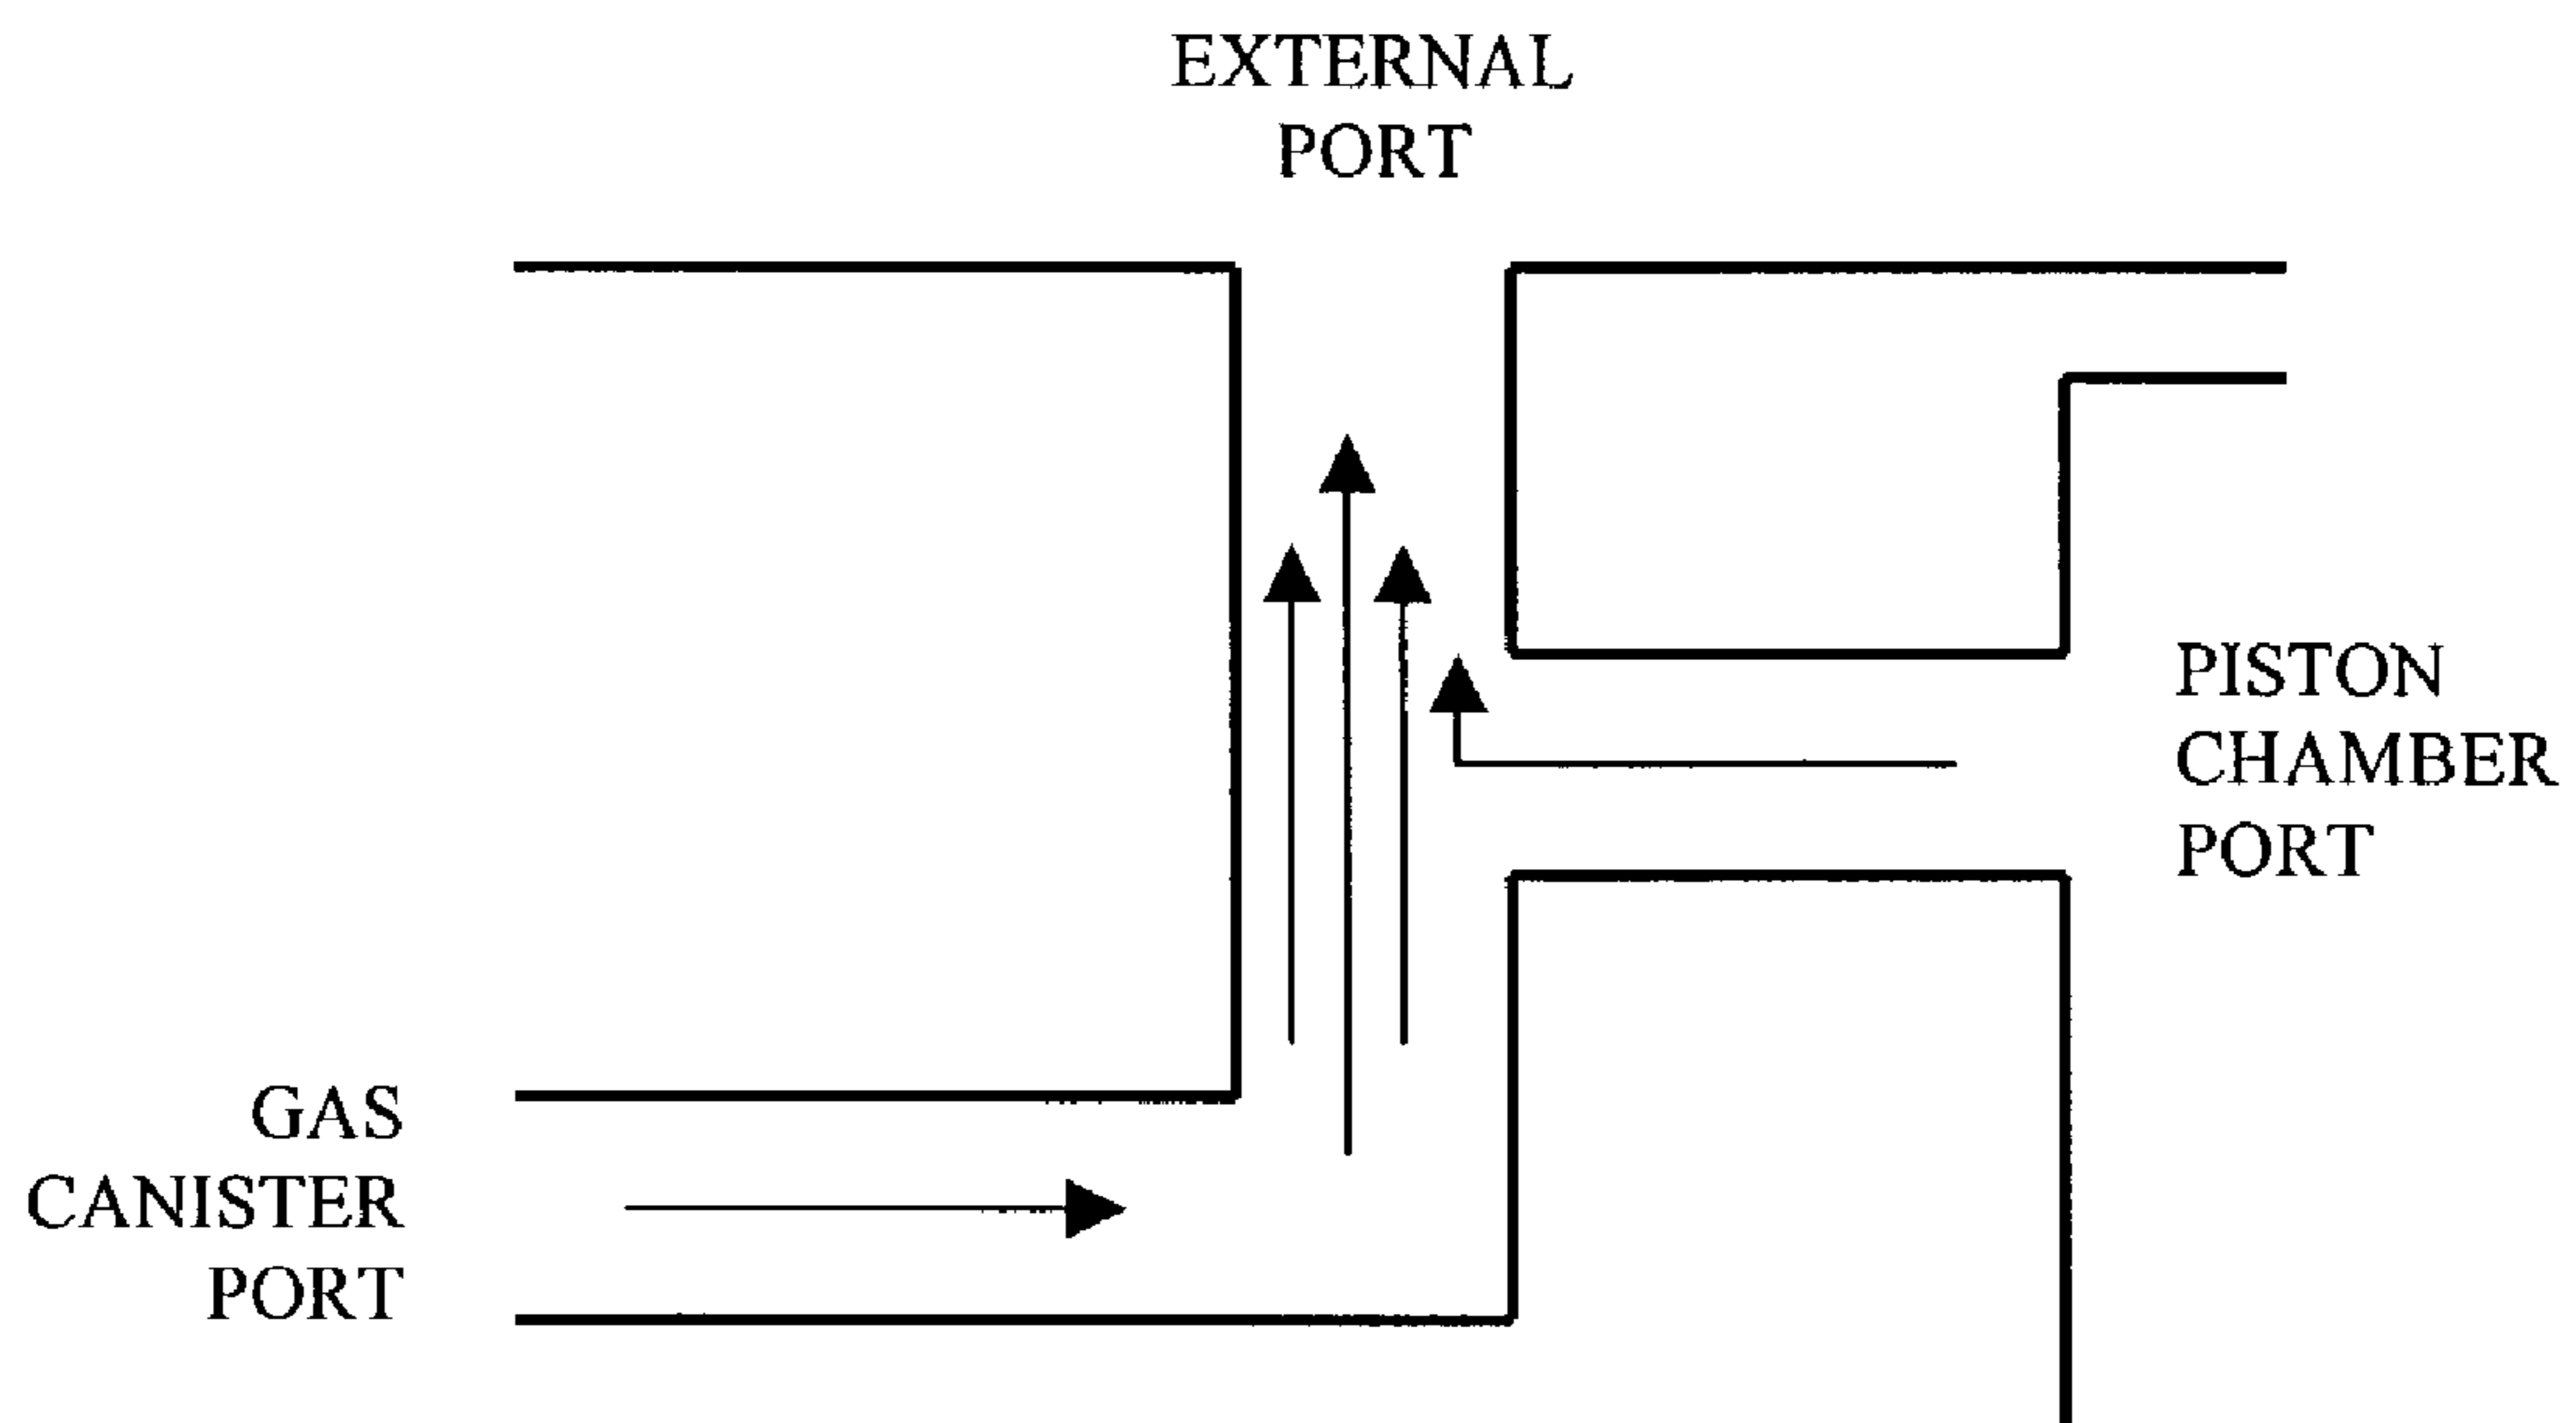 EXTERNAL
PORT
PISTON
CHAMBER
PORT
GAS
CANISTER
PORT